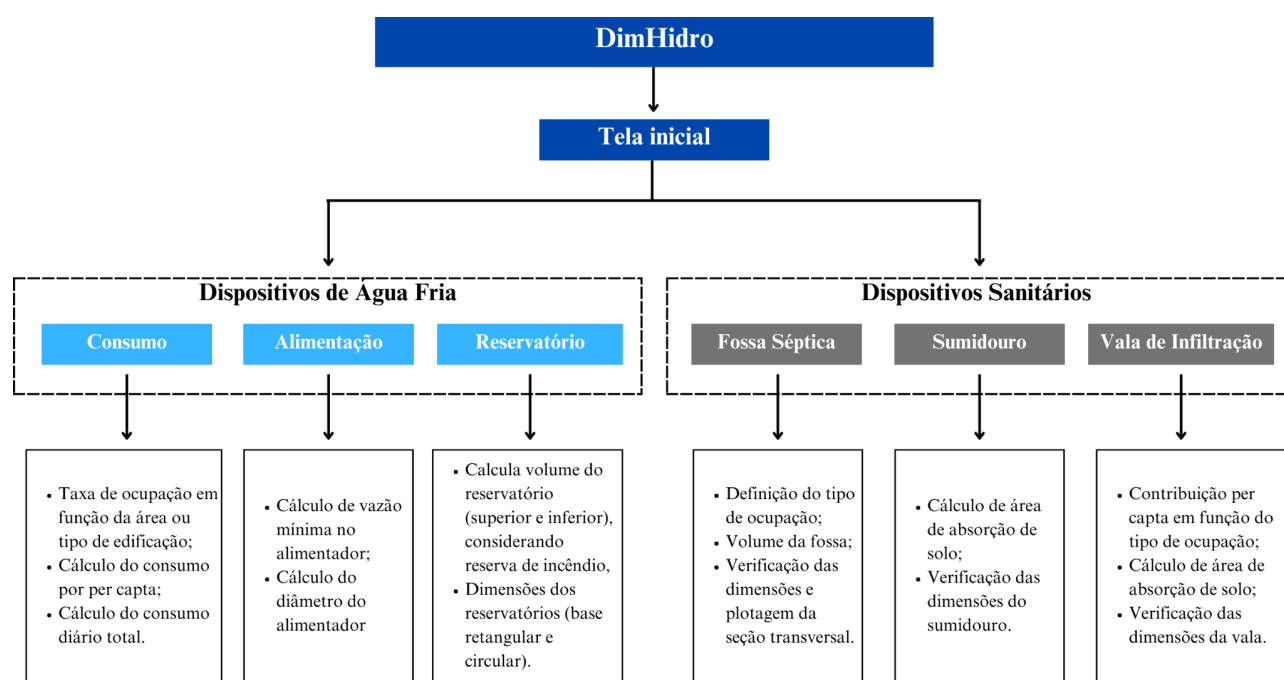 DimHidro
Tela inicial
Dispositivos de Água Fria
Consumo
Alimentação
Reservatório
• Taxa de ocupação em
função da área ou
tipo de edificação;
• Cálculo do consumo
por per capta;
• Cálculo do consumo
diário total.
• Cálculo de vazão
mínima no
alimentador;
• Cálculo do
diâmetro do
alimentador
• Calcula volume do
reservatório
(superior e inferior),
considerando
reserva de incêndio,
• Dimensões dos
reservatórios (base
retangular e
circular).
Dispositivos Sanitários
Fossa Séptica
Sumidouro
Vala de Infiltração
• Definição do tipo
de ocupação;
• Volume da fossa;
• Verificação das
dimensões e
plotagem da
seção transversal.
• Cálculo de área
de absorção de
solo;
• Verificação das
dimensões do
sumidouro.
• Contribuição per
capta em função do
tipo de ocupação;
• Cálculo de área de
absorção de solo;
• Verificação das
dimensões da vala.